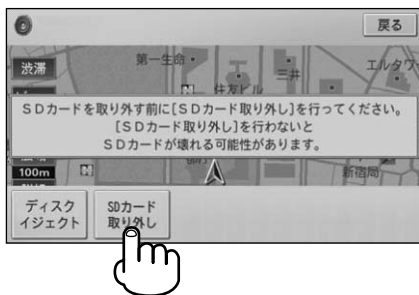 戻る
渋滞
第一生命
三井
エルタワ
住友ビル
SDカードを取り外す前に[SDカード取り外し]を行ってください。
[SDカード取り外し]を行わないと
SDカードが壊れる可能性があります。
100m
新宿局
ディスク
イジェクト
SDカード
取り外し